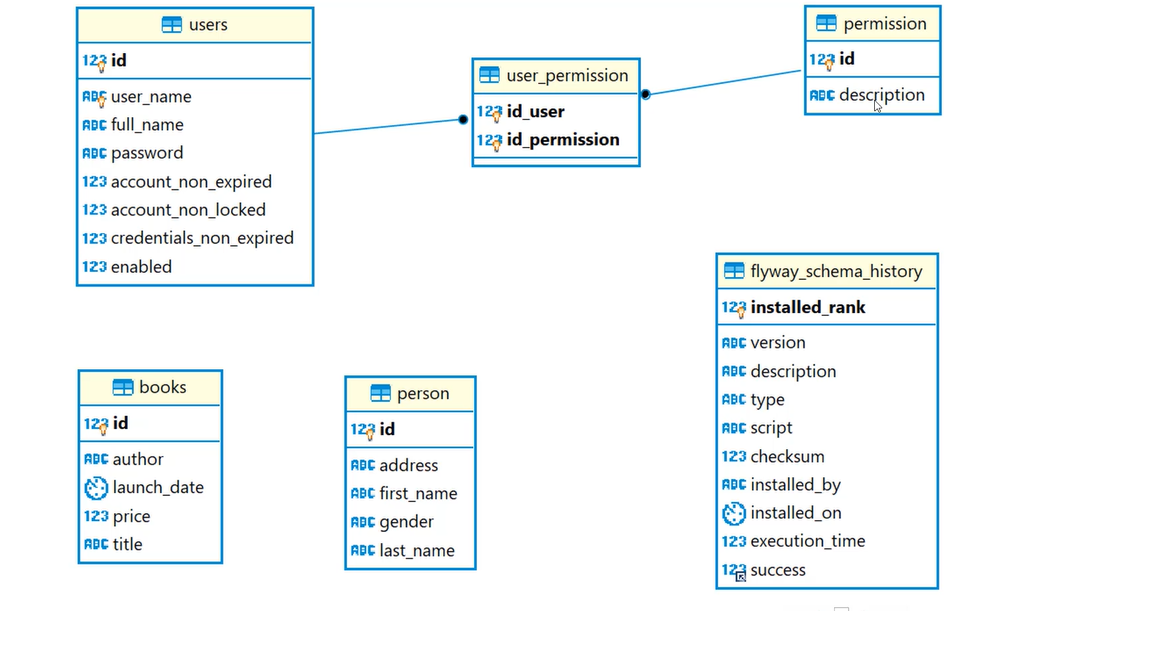 users
123 id
ABC user_name
ABC full_name
ABC password
123 account_non_expired
123 account_non_locked
123 credentials_non_expired
123 enabled
user_permission
123 id_user
123 id_permission
permission
123 id
ABC description
books
123 id
ABC author
launch_date
123 price
ABC title
person
123 id
ABC address
ABC first_name
ABC gender
ABC last_name
flyway_schema_history
123 installed_rank
ABC version
ABC description
ABC type
ABC script
123 checksum
ABC installed_by
installed_on
123 execution_time
123 success